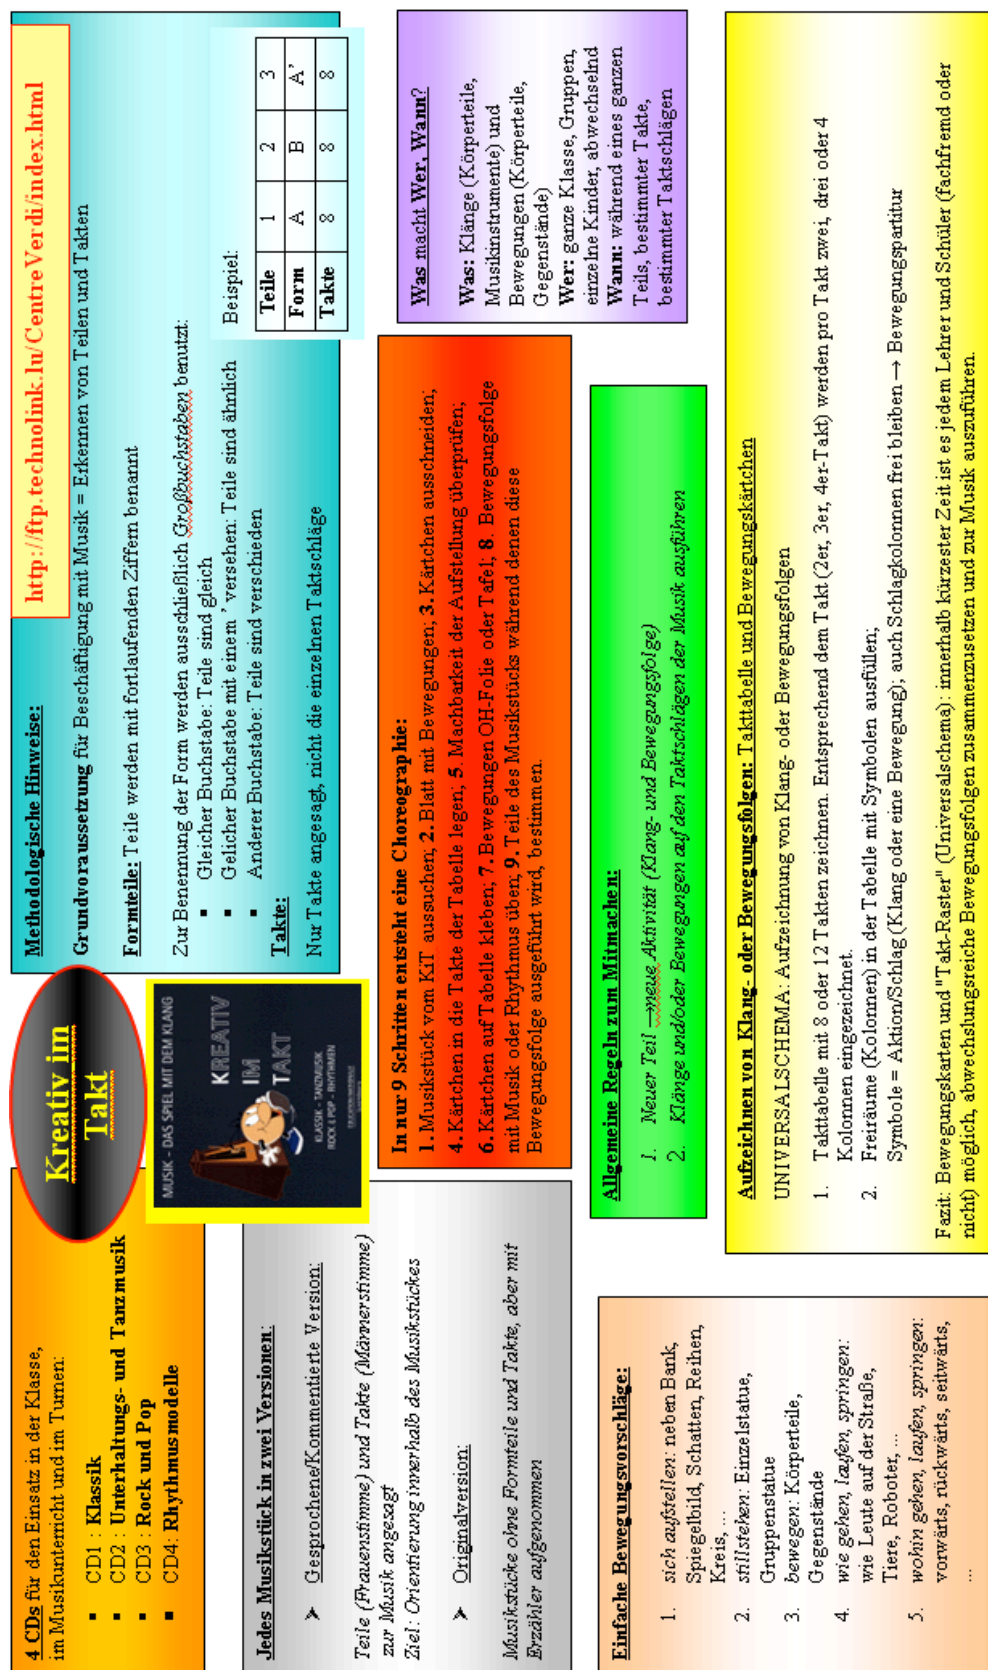 4 CDs für den Einsatz in der Klasse,
im Musikunterricht und im Turnen:
▪ CD1 : Klassik
▪ CD2 : Unterhaltungs- und Tanzmusik
▪ CD3 : Rock und Pop
▪ CD4: Rhythmusmodelle
Kreativ im
Takt
MUSIK - DAS SPIEL MIT DEM KLANG
KREATIV
IM
TAKT
KLASSIK - TANZMUSIK
ROCK & POP - RHYTHMEN
http://ftp.technolink.lu/CentreVerdi/index.html
Methodologische Hinweise:
Grundvoraussetzung für Beschäftigung mit Musik = Erkennen von Teilen und Takten
Formteile: Teile werden mit fortlaufenden Ziffern benannt
Zur Benennung der Form werden ausschließlich Großbuchstaben benutzt:
▪ Gleicher Buchstabe: Teile sind gleich
▪ Gelicher Buchstabe mit einem ’ versehen: Teile sind ähnlich
▪ Anderer Buchstabe: Teile sind verschieden
Takte:
Nur Takte angesagt, nicht die einzelnen Taktschläge
Beispiel:
Teile 1 2 3
Form A B A’
Takte 8 8 8
Jedes Musikstück in zwei Versionen:
➤ Gesprochene/Kommentierte Version:
Teile (Frauenstimme) und Takte (Männerstimme)
zur Musik angesagt
Ziel: Orientierung innerhalb des Musikstückes
➤ Originalversion:
Musikstücke ohne Formteile und Takte, aber mit
Erzähler aufgenommen
In nur 9 Schritten entsteht eine Choreographie:
1. Musikstück vom KiT aussuchen; 2. Blatt mit Bewegungen; 3. Kärtchen ausschneiden;
4. Kärtchen in die Takte der Tabelle legen; 5. Machbarkeit der Aufstellung überprüfen;
6. Kärtchen auf Tabelle kleben; 7. Bewegungen OH-Folie oder Tafel; 8. Bewegungsfolge
mit Musik oder Rhythmus üben; 9. Teile des Musikstücks während denen diese
Bewegungsfolge ausgeführt wird, bestimmen.
Was macht Wer, Wann?
Was: Klänge (Körperteile,
Musikinstrumente) und
Bewegungen (Körperteile,
Gegenstände)
Wer: ganze Klasse, Gruppen,
einzelne Kinder, abwechselnd
Wann: während eines ganzen
Teils, bestimmter Takte,
bestimmter Taktschlägen
Allgemeine Regeln zum Mitmachen:
1. Neuer Teil →neue Aktivität (Klang- und Bewegungsfolge)
2. Klänge und/oder Bewegungen auf den Taktschlägen der Musik ausführen
Einfache Bewegungsvorschläge:
1. sich aufstellen: neben Bank,
Spiegelbild, Schatten, Reihen,
Kreis, ...
2. stillstehen: Einzelstatue,
Gruppenstatue
3. bewegen: Körperteile,
Gegenstände
4. wie gehen, laufen, springen:
wie Leute auf der Straße,
Tiere, Roboter, ...
5. wohin gehen, laufen, springen:
vorwärts, rückwärts, seitwärts,
...
Aufzeichnen von Klang- oder Bewegungsfolgen: Takttabelle und Bewegungskärtchen
UNIVERSALSCHEMA: Aufzeichnung von Klang- oder Bewegungsfolgen
1. Takttabelle mit 8 oder 12 Takten zeichnen. Entsprechend dem Takt (2er, 3er, 4er-Takt) werden pro Takt zwei, drei oder 4
Kolonnen eingezeichnet.
2. Freiräume (Kolonnen) in der Tabelle mit Symbolen ausfüllen;
Symbole = Aktion/Schlag (Klang oder eine Bewegung); auch Schlagkolonnen frei bleiben → Bewegungspartitur
Fazit: Bewegungskarten und "Takt-Raster" (Universalschema): innerhalb kürzester Zeit ist es jedem Lehrer und Schüler (fachfremd oder
nicht) möglich, abwechslungsreiche Bewegungsfolgen zusammenzusetzen und zur Musik auszuführen.